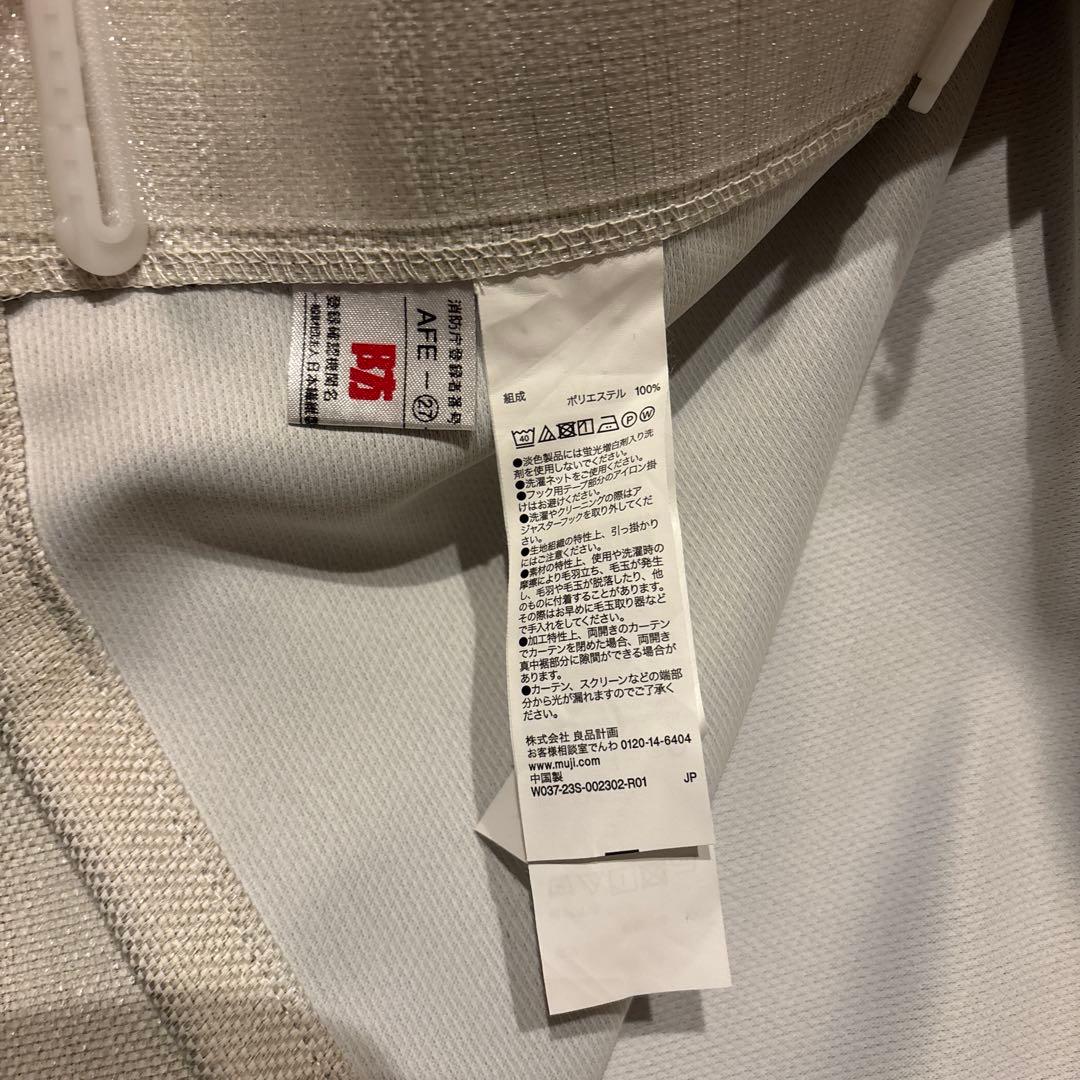 消防庁登録者番号
AFE－㉗
防炎
登録確認機関名
一般財団法人 日本繊維
組成 ポリエステル 100%
40
P W
●淡色製品には蛍光増白剤入り洗
剤を使用しないでください。
●洗濯ネットをご使用ください。
●フック用テープ部分のアイロン掛
けはお避けください。
●洗濯やクリーニングの際はア
ジャスターフックを取り外してくだ
さい。
●生地組織の特性上、引っ掛かり
にはご注意ください。
●素材の特性上、使用や洗濯時の
摩擦により毛羽立ち、毛玉が発生
し、毛羽や毛玉が脱落したり、他
のものに付着することがあります。
その際はお早めに毛玉取り器など
で手入れをしてください。
●加工特性上、両開きのカーテン
でカーテンを閉めた場合、両開き
真中裾部分に隙間ができる場合が
あります。
●カーテン、スクリーンなどの端部
分から光が漏れますのでご了承く
ださい。
株式会社 良品計画
お客様相談室でんわ 0120-14-6404
www.muji.com
中国製
W037-23S-002302-R01 JP